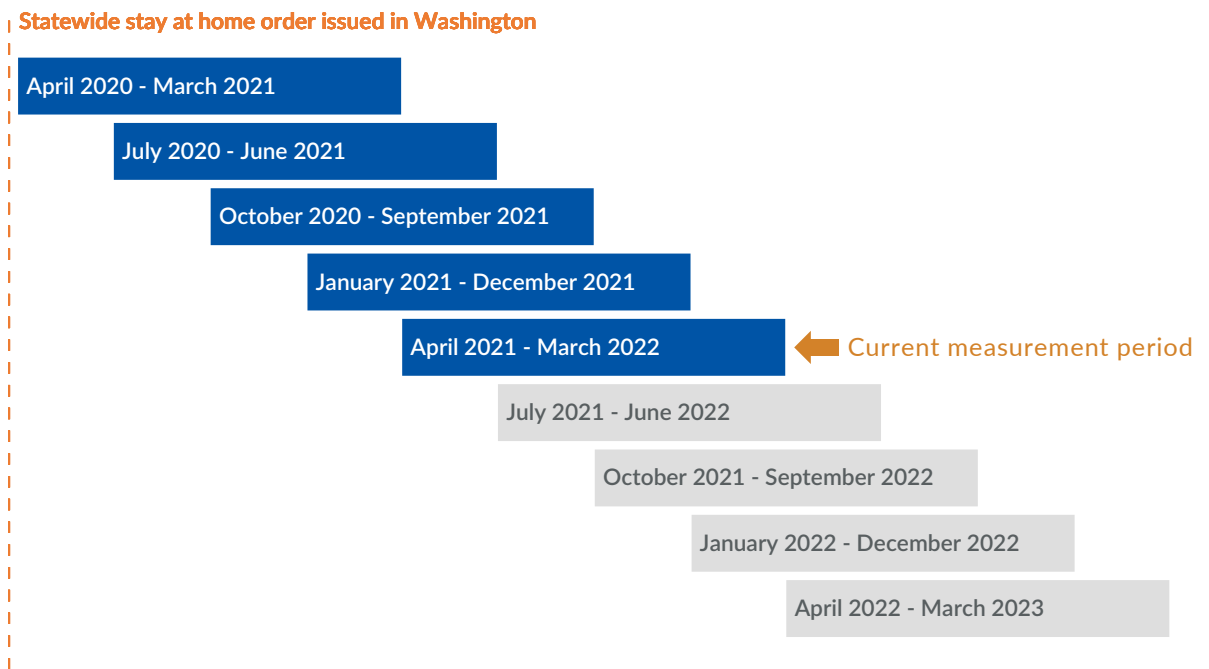 Statewide stay at home order issued in Washington
April 2020 - March 2021
July 2020 - June 2021
October 2020 - September 2021
January 2021 - December 2021
April 2021 - March 2022
Current measurement period
July 2021 - June 2022
October 2021 - September 2022
January 2022 - December 2022
April 2022 - March 2023